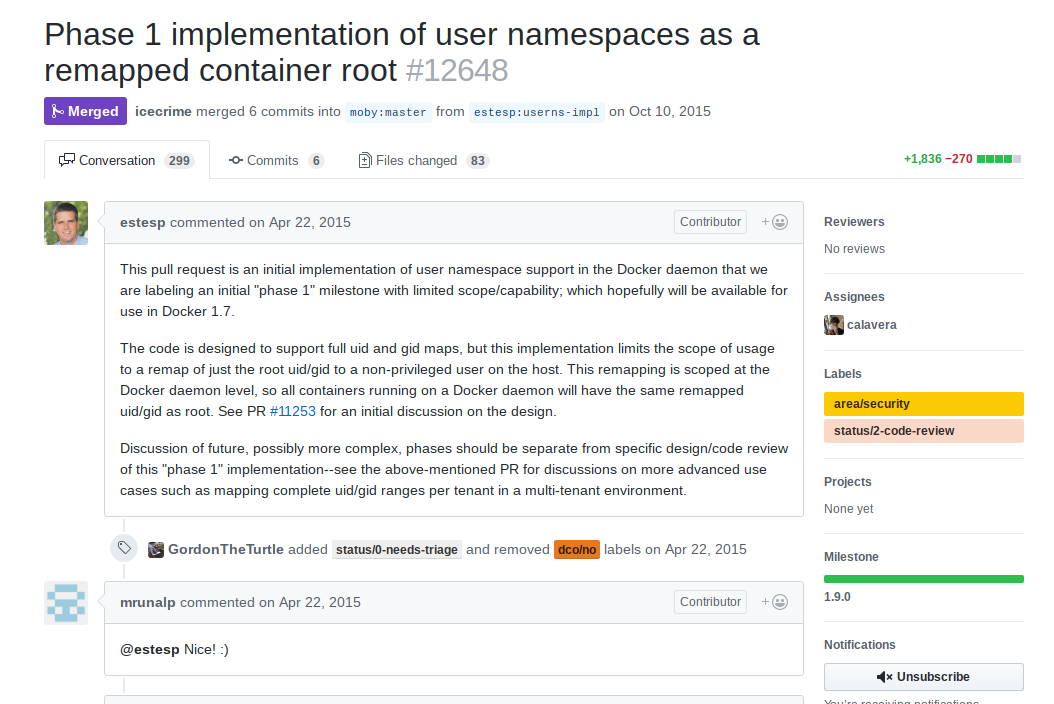 Phase 1 implementation of user namespaces as a
remapped container root #12648
Merged icecrime merged 6 commits into moby:master from estesp:userns-impl on Oct 10, 2015
Conversation 299 Commits 6 Files changed 83 +1,836 −270
estesp commented on Apr 22, 2015 Contributor +
This pull request is an initial implementation of user namespace support in the Docker daemon that we
are labeling an initial "phase 1" milestone with limited scope/capability; which hopefully will be available for
use in Docker 1.7.
The code is designed to support full uid and gid maps, but this implementation limits the scope of usage
to a remap of just the root uid/gid to a non-privileged user on the host. This remapping is scoped at the
Docker daemon level, so all containers running on a Docker daemon will have the same remapped
uid/gid as root. See PR #11253 for an initial discussion on the design.
Discussion of future, possibly more complex, phases should be separate from specific design/code review
of this "phase 1" implementation--see the above-mentioned PR for discussions on more advanced use
cases such as mapping complete uid/gid ranges per tenant in a multi-tenant environment.
GordonTheTurtle added status/0-needs-triage and removed dco/no labels on Apr 22, 2015
mrunalp commented on Apr 22, 2015 Contributor +
@estesp Nice! :)
Reviewers
No reviews
Assignees
calavera
Labels
area/security
status/2-code-review
Projects
None yet
Milestone
1.9.0
Notifications
Unsubscribe
You're receiving notifications